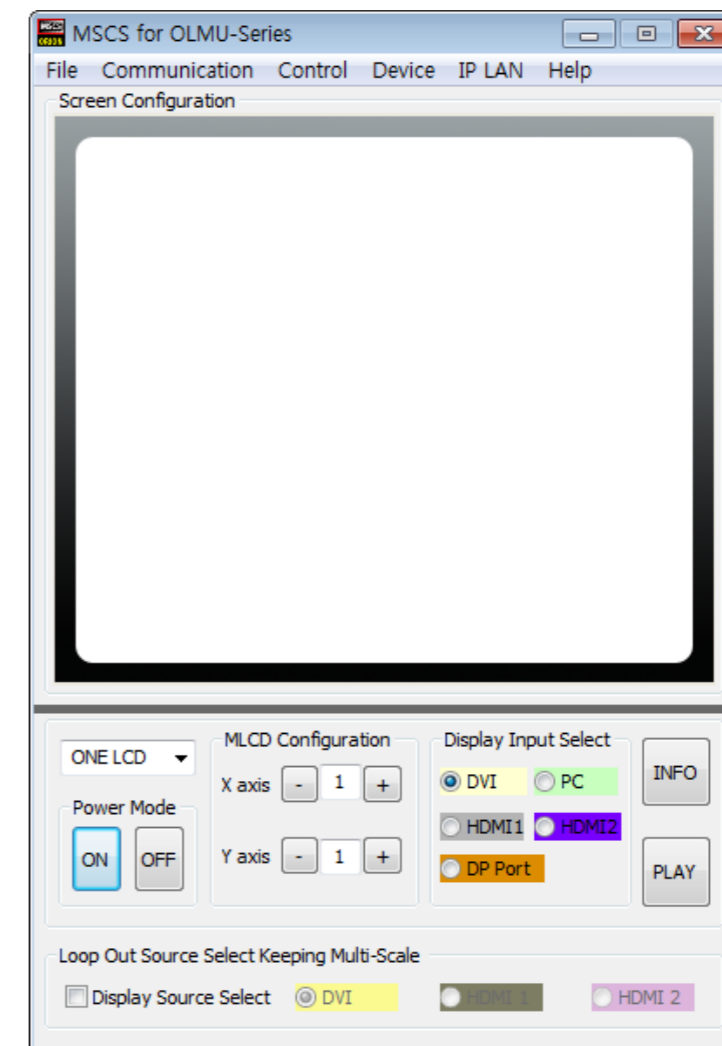 MSCS for OLMU-Series
File Communication Control Device IP LAN Help
Screen Configuration
ONE LCD
MLCD Configuration
X axis - 1 +
Y axis - 1 +
Power Mode
ON OFF
Display Input Select
DVI PC
HDMI1 HDMI2
DP Port
INFO
PLAY
Loop Out Source Select Keeping Multi-Scale
Display Source Select DVI HDMI 1 HDMI 2